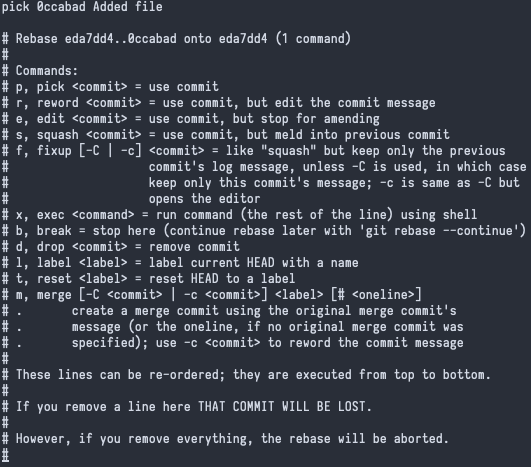 pick 0ccabad Added file
# Rebase eda7dd4..0ccabad onto eda7dd4 (1 command)
#
# Commands:
# p, pick <commit> = use commit
# r, reword <commit> = use commit, but edit the commit message
# e, edit <commit> = use commit, but stop for amending
# s, squash <commit> = use commit, but meld into previous commit
# f, fixup [-C | -c] <commit> = like "squash" but keep only the previous
#                    commit's log message, unless -C is used, in which case
#                    keep only this commit's message; -c is same as -C but
#                    opens the editor
# x, exec <command> = run command (the rest of the line) using shell
# b, break = stop here (continue rebase later with 'git rebase --continue')
# d, drop <commit> = remove commit
# l, label <label> = label current HEAD with a name
# t, reset <label> = reset HEAD to a label
# m, merge [-C <commit> | -c <commit>] <label> [# <oneline>]
# .       create a merge commit using the original merge commit's
# .       message (or the oneline, if no original merge commit was
# .       specified); use -c <commit> to reword the commit message
#
# These lines can be re-ordered; they are executed from top to bottom.
#
# If you remove a line here THAT COMMIT WILL BE LOST.
#
# However, if you remove everything, the rebase will be aborted.
#